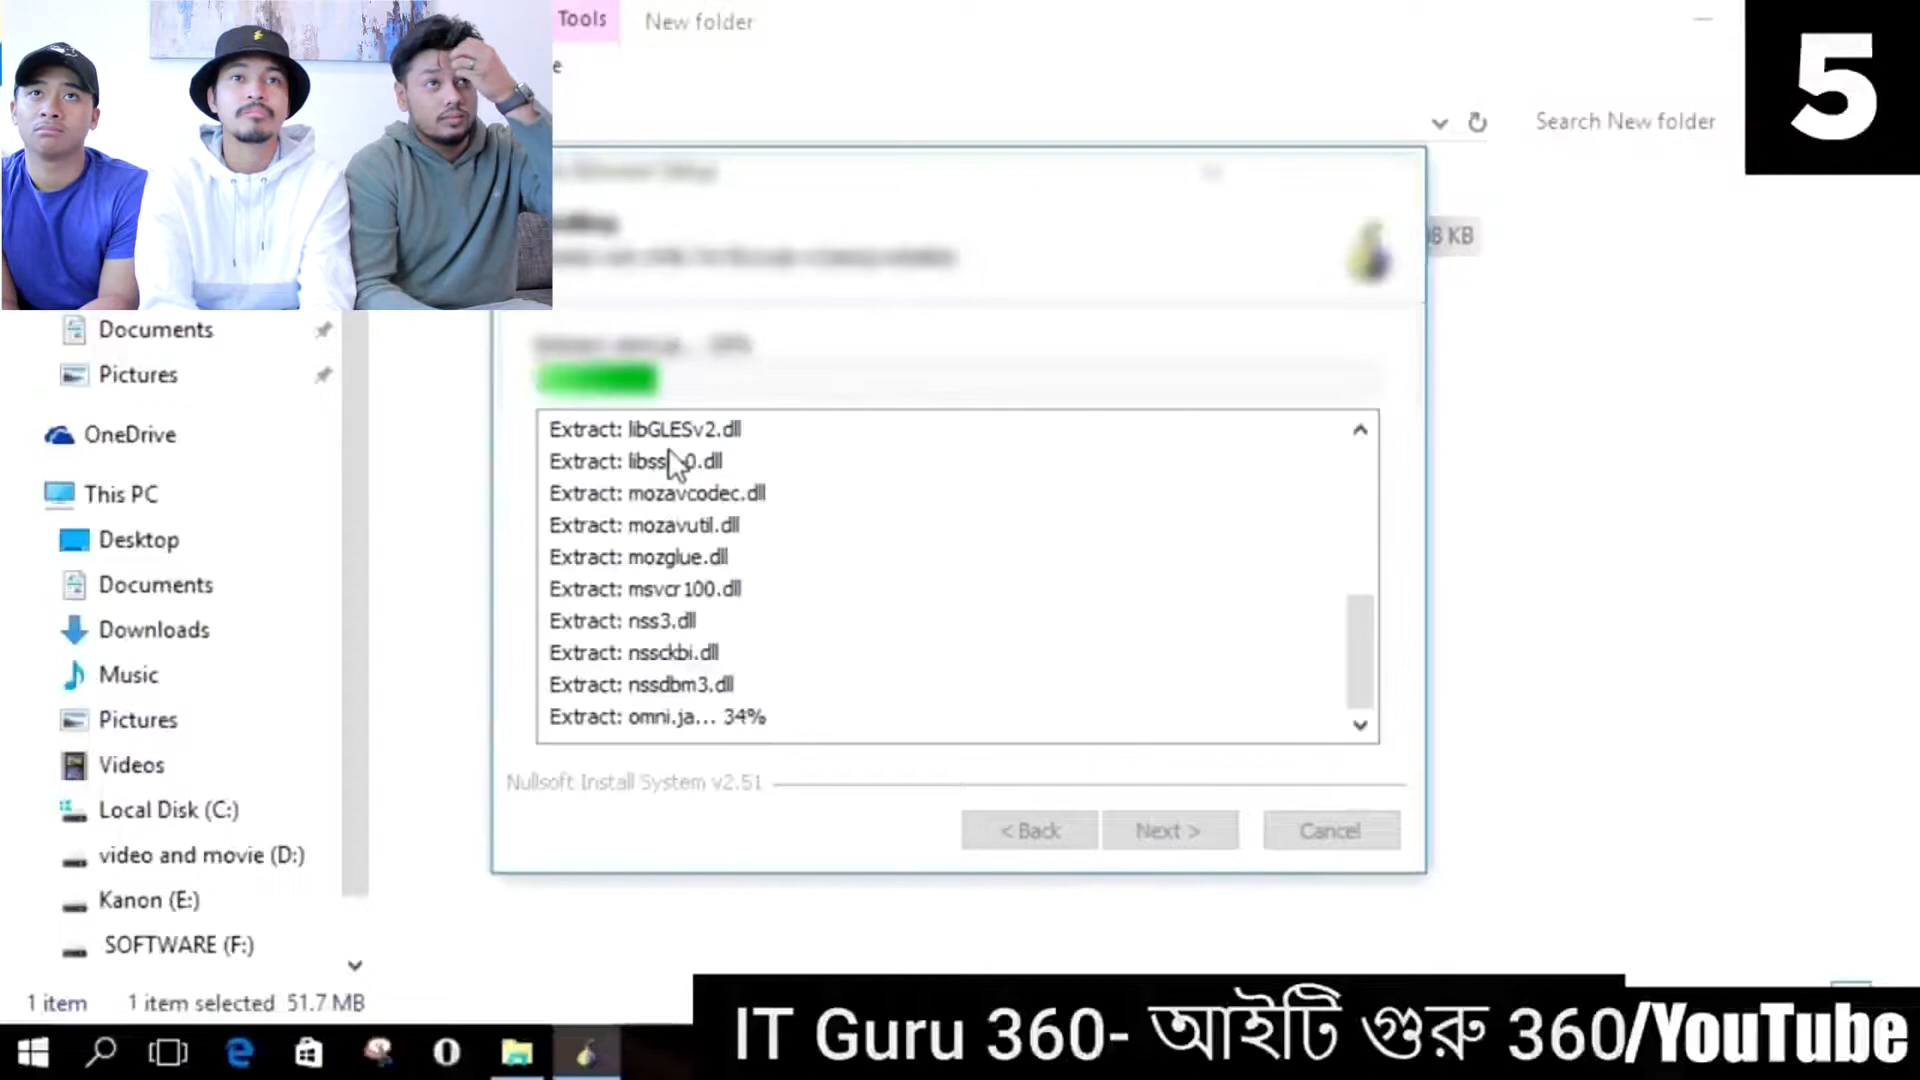 Tools
New folder
e
5
Search New folder
8 KB
Documents
Pictures
OneDrive
This PC
Desktop
Documents
Downloads
Music
Pictures
Videos
Local Disk (C:)
video and movie (D:)
Kanon (E:)
SOFTWARE (F:)
Extract: libGLESv2.dll
Extract: mozavcodec.dll
Extract: mozavutil.dll
Extract: mozglue.dll
Extract: msvcr100.dll
Extract: nss3.dll
Extract: nssckbi.dll
Extract: nssdbm3.dll
Extract: omni.ja... 34%
Nullsoft Install System v2.51
< Back
Next >
Cancel
1 item
1 item selected 51.7 MB
IT Guru 360- আইটি গুরু 360/YouTube